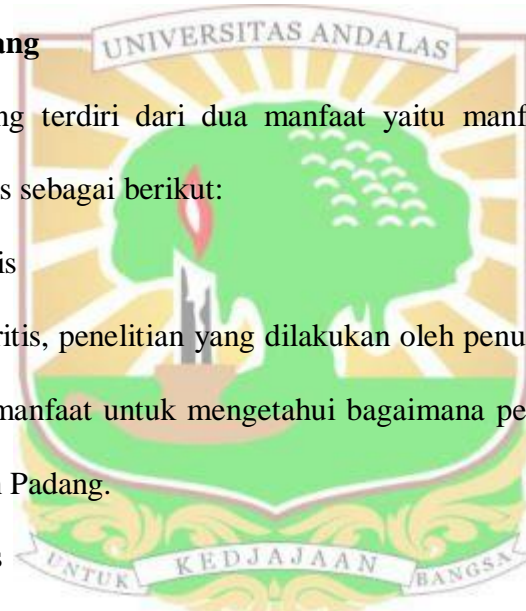 UNIVERSITAS ANDALAS
ang
ng terdiri dari dua manfaat yaitu manf
s sebagai berikut:
is
ritis, penelitian yang dilakukan oleh penu
manfaat untuk mengetahui bagaimana pe
n Padang.
s
UNTUK KEDJAJAAN BANGSA